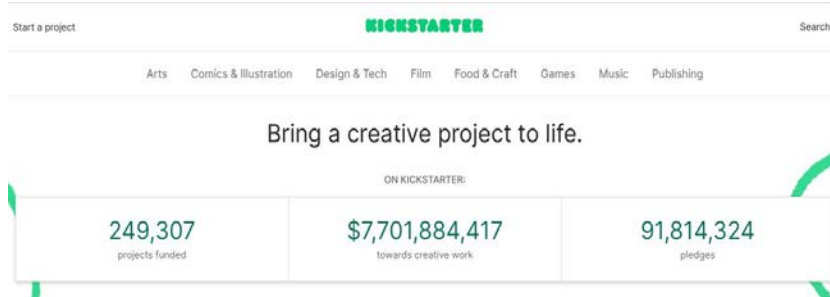 Start a project KICKSTARTER Search
Arts Comics & Illustration Design & Tech Film Food & Craft Games Music Publishing
Bring a creative project to life.
ON KICKSTARTER:
249,307 $7,701,884,417 91,814,324
projects funded towards creative work pledges